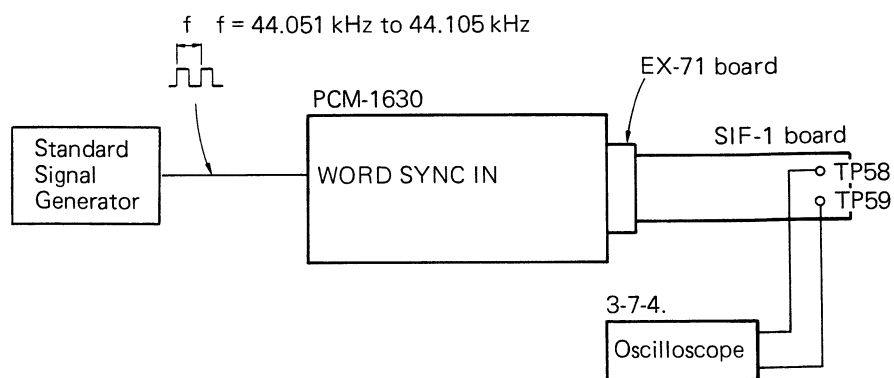 f f = 44.051 kHz to 44.105 kHz
EX-71 board
PCM-1630
SIF-1 board
Standard
Signal
Generator
WORD SYNC IN
TP58
TP59
3-7-4.
Oscilloscope